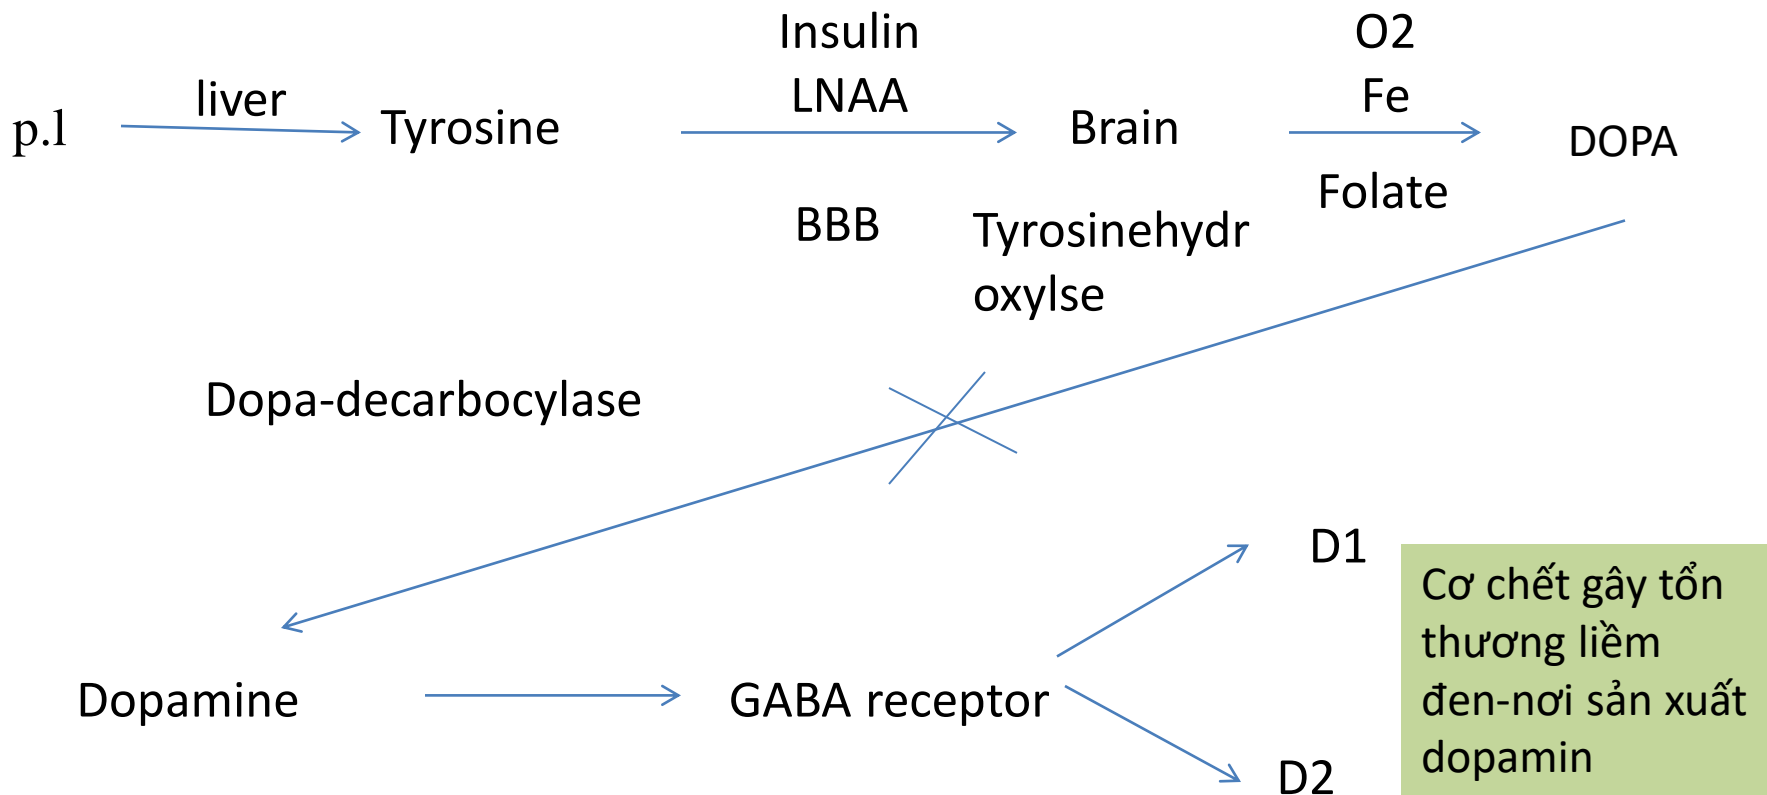 Insulin
LNAA
O2
Fe
p.l
liver
Tyrosine
Brain
DOPA
BBB
Tyrosinehydr
oxylse
Folate
Dopa-decarbocylase
D1
Dopamine
GABA receptor
D2
Cơ chết gây tổn
thương liềm
đen-nơi sản xuất
dopamin